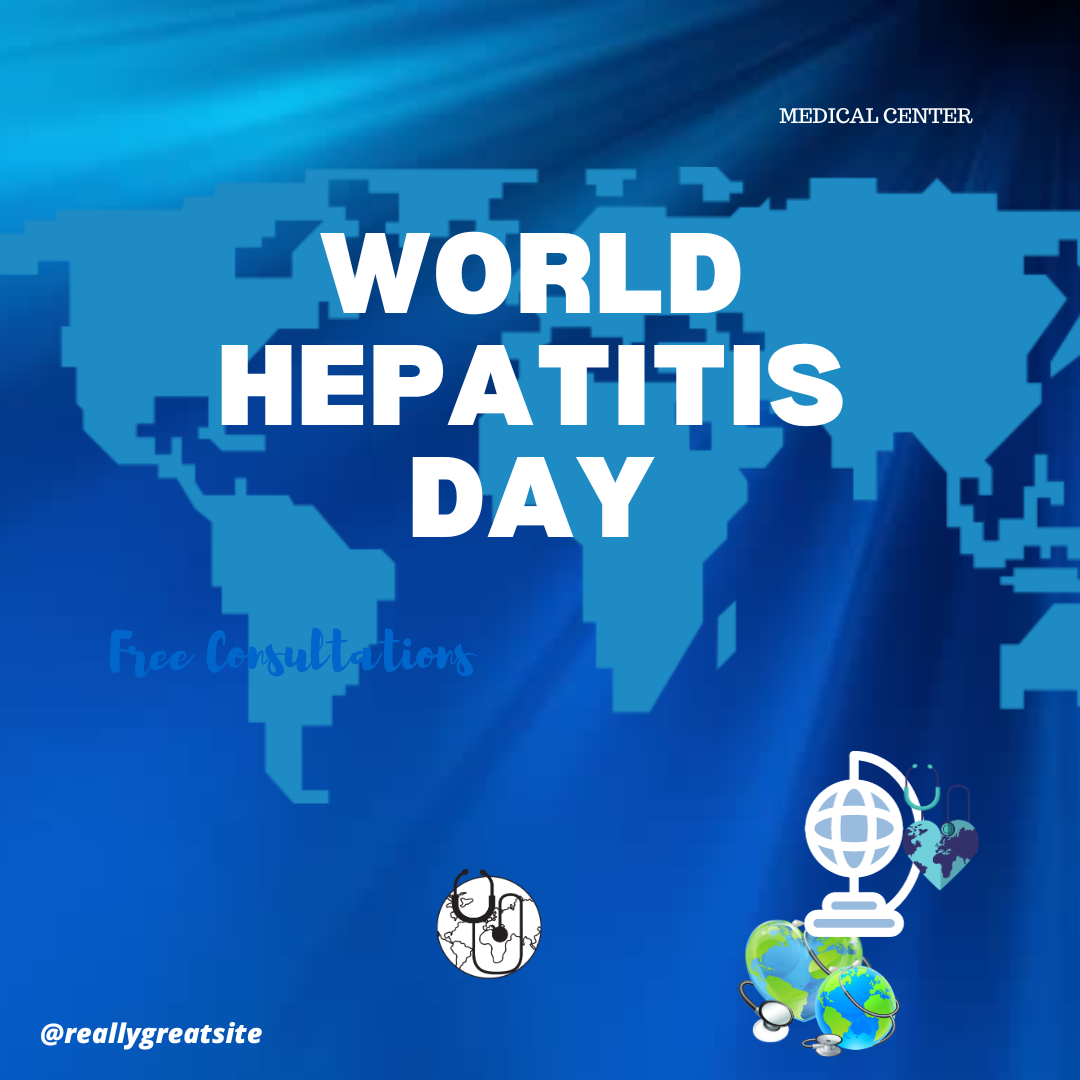 MEDICAL CENTER
WORLD
HEPATITIS
DAY
Free Consultations
@reallygreatsite